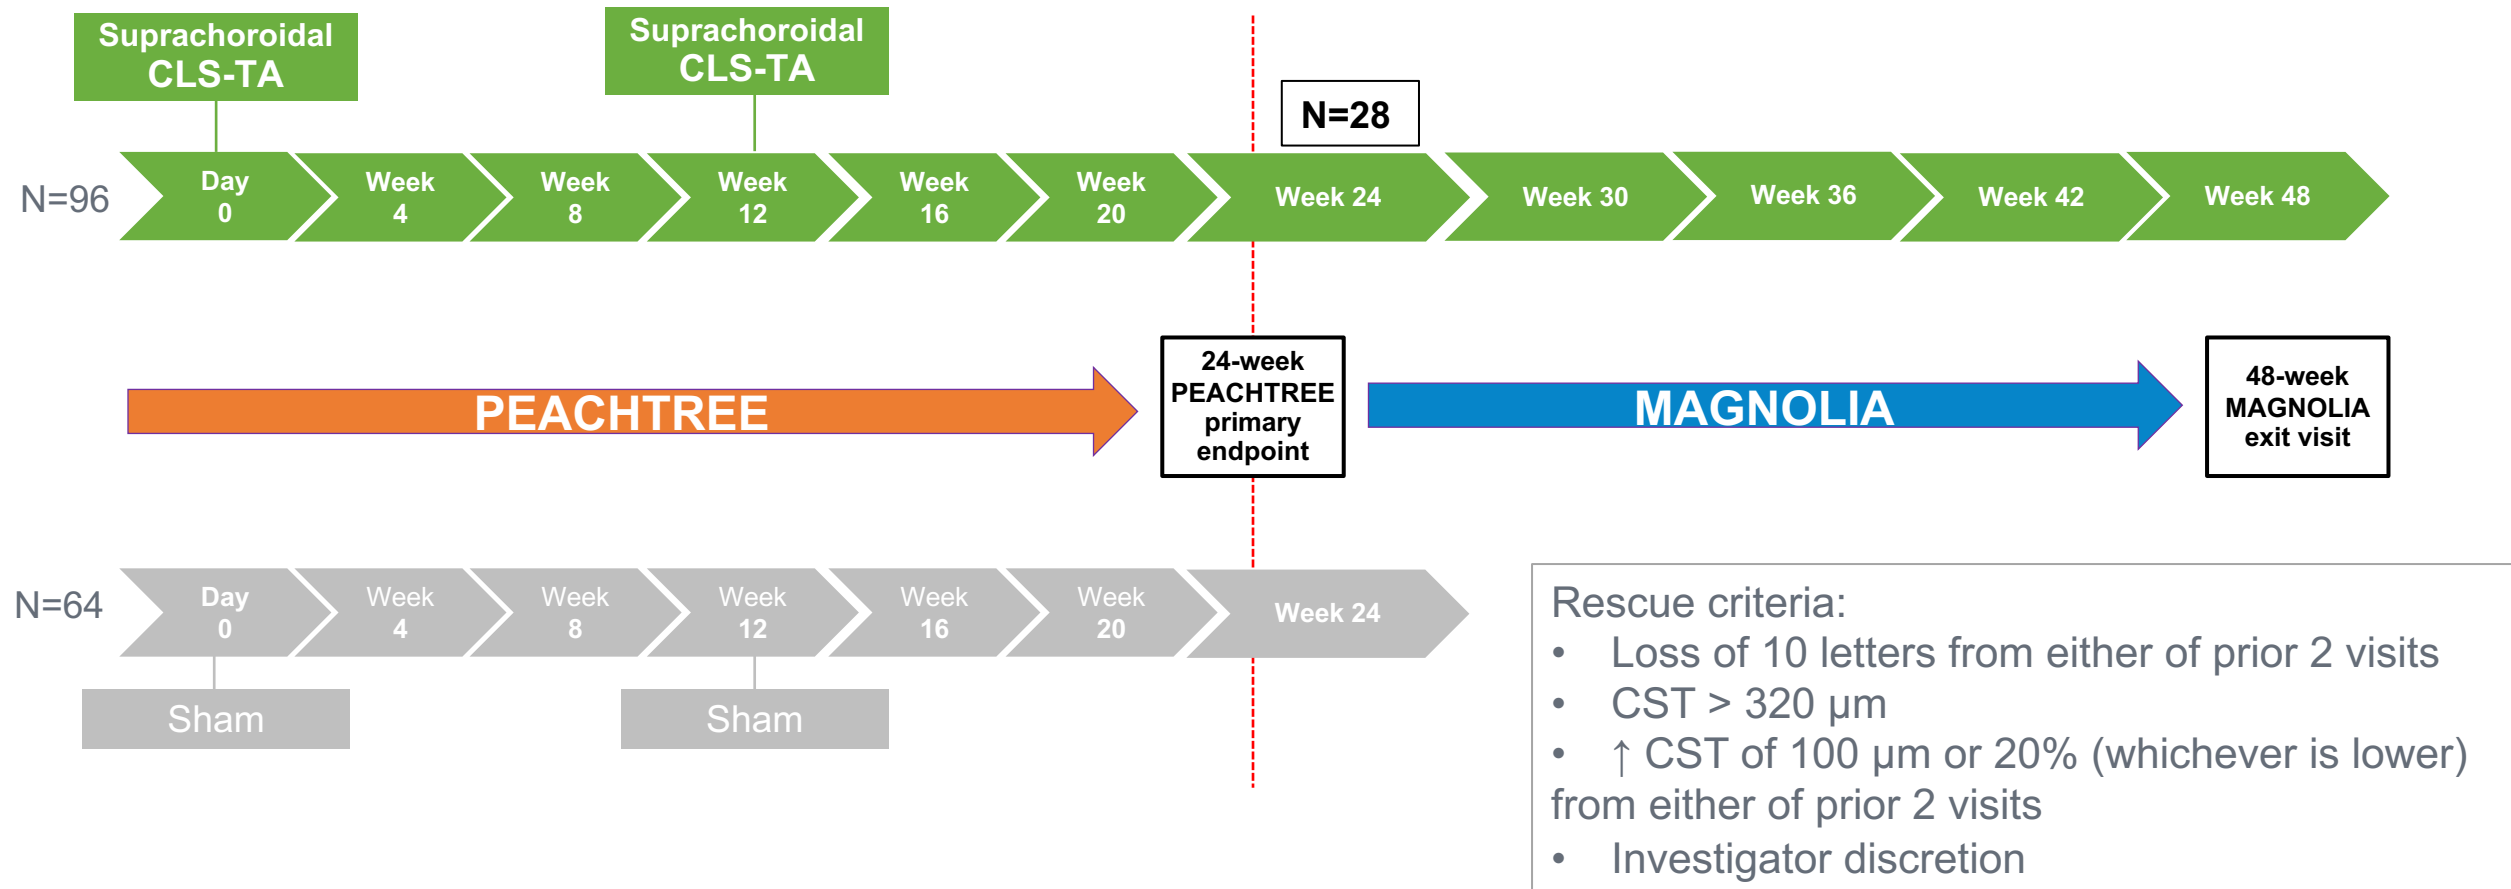 Suprachoroidal
CLS-TA
Suprachoroidal
CLS-TA
N=28
N=96
Day
0
Week
4
Week
8
Week
12
Week
16
Week
20
Week 24
Week 30
Week 36
Week 42
Week 48
PEACHTREE
24-week
PEACHTREE
primary
endpoint
MAGNOLIA
48-week
MAGNOLIA
exit visit
N=64
Day
0
Week
4
Week
8
Week
12
Week
16
Week
20
Week 24
Sham
Sham
Rescue criteria:
• Loss of 10 letters from either of prior 2 visits
• CST > 320 μm
• ↑ CST of 100 μm or 20% (whichever is lower)
from either of prior 2 visits
• Investigator discretion